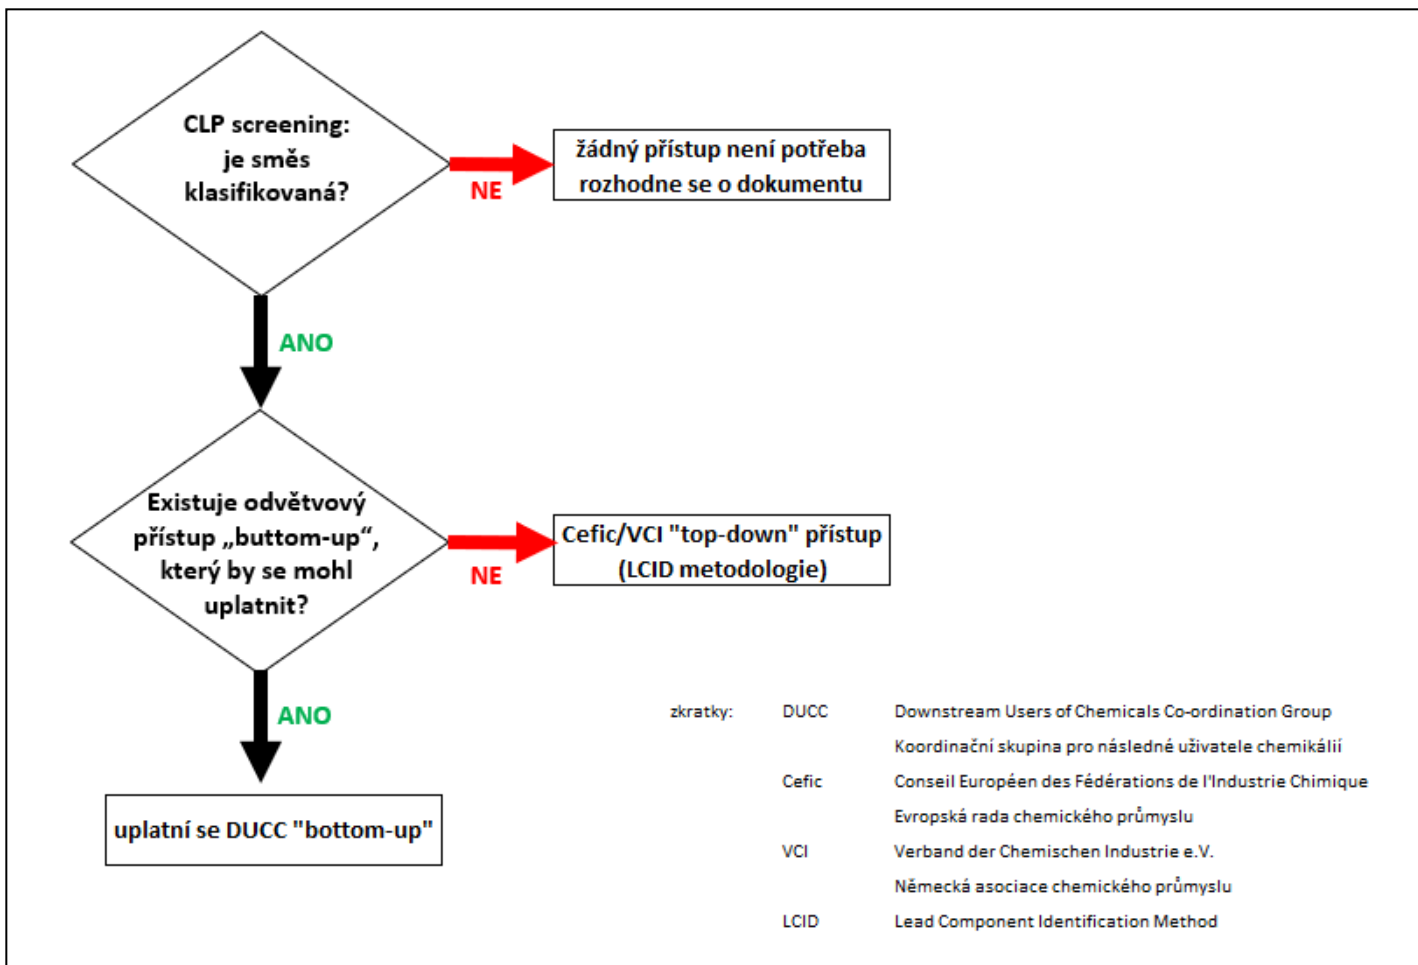 CLP screening:
je směs
klasifikovaná?
NE
žádný přístup není potřeba
rozhodne se o dokumentu
ANO
Existuje odvětvový
přístup „buttom-up“,
který by se mohl
uplatnit?
NE
Cefic/VCI "top-down" přístup
(LCID metodologie)
ANO
uplatní se DUCC "bottom-up"
zkratky: DUCC Downstream Users of Chemicals Co-ordination Group
Koordinační skupina pro následné uživatele chemikálií
Cefic Conseil Européen des Fédérations de l'Industrie Chimique
Evropská rada chemického průmyslu
VCI Verband der Chemischen Industrie e.V.
Německá asociace chemického průmyslu
LCID Lead Component Identification Method